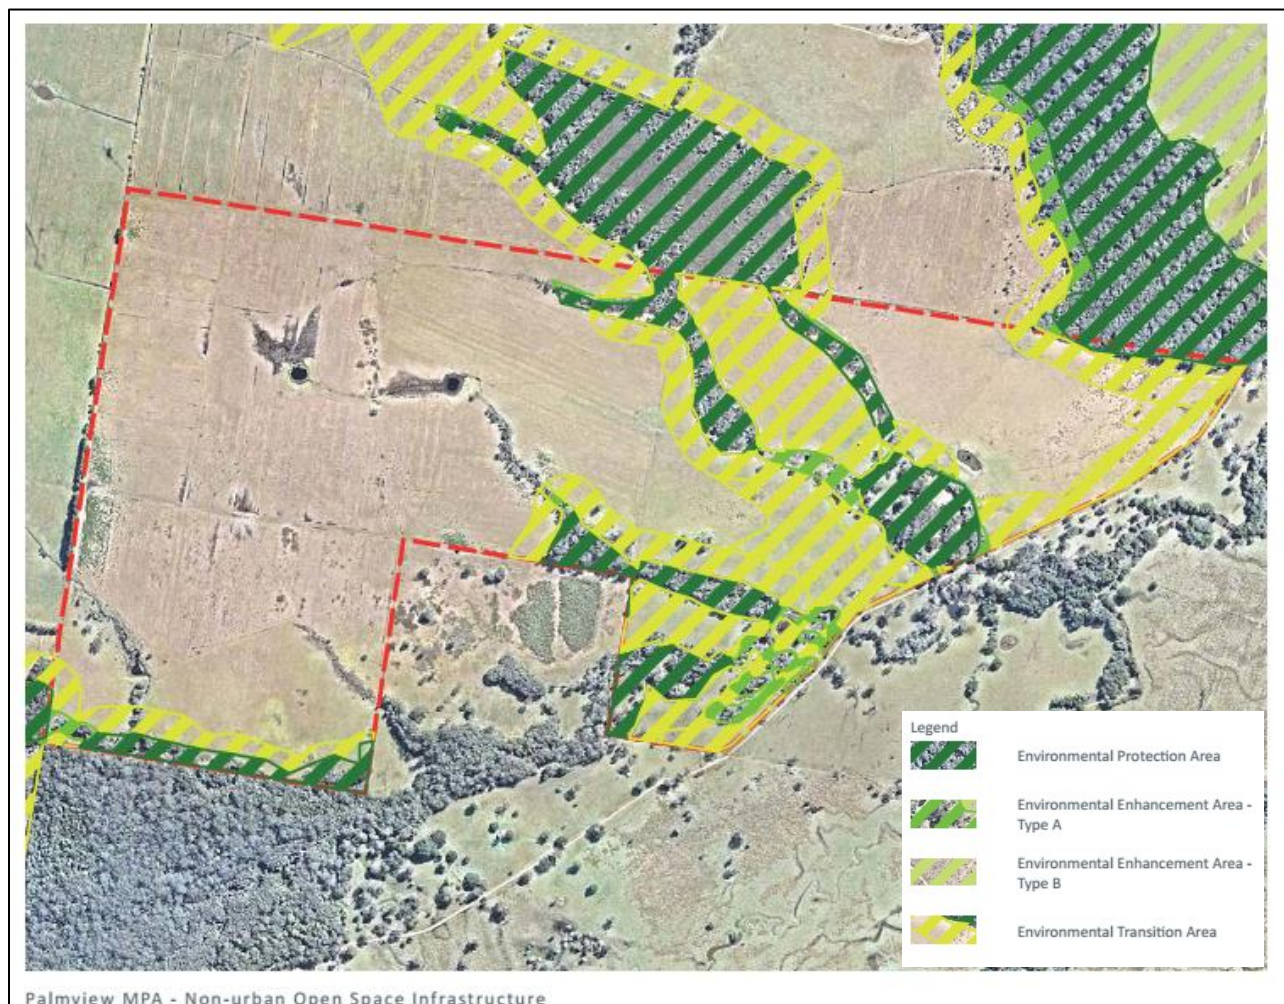 Legend
Environmental Protection Area
Environmental Enhancement Area -
Type A
Environmental Enhancement Area -
Type B
Environmental Transition Area
Palmview MPA - Non-urban Open Space Infrastructure